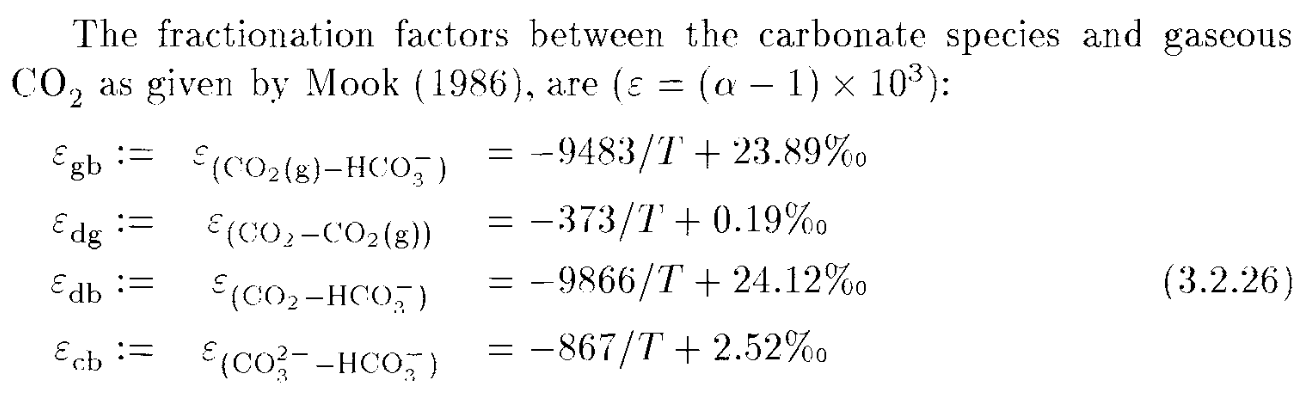 The fractionation factors between the carbonate species and gaseous
CO₂ as given by Mook (1986), are (ε = (α − 1) × 10³):
ε_gb := ε_(CO₂(g)−HCO₃⁻) = −9483/T + 23.89‰
ε_dg := ε_(CO₂−CO₂(g)) = −373/T + 0.19‰
ε_db := ε_(CO₂−HCO₃⁻) = −9866/T + 24.12‰ (3.2.26)
ε_cb := ε_(CO₃²⁻−HCO₃⁻) = −867/T + 2.52‰